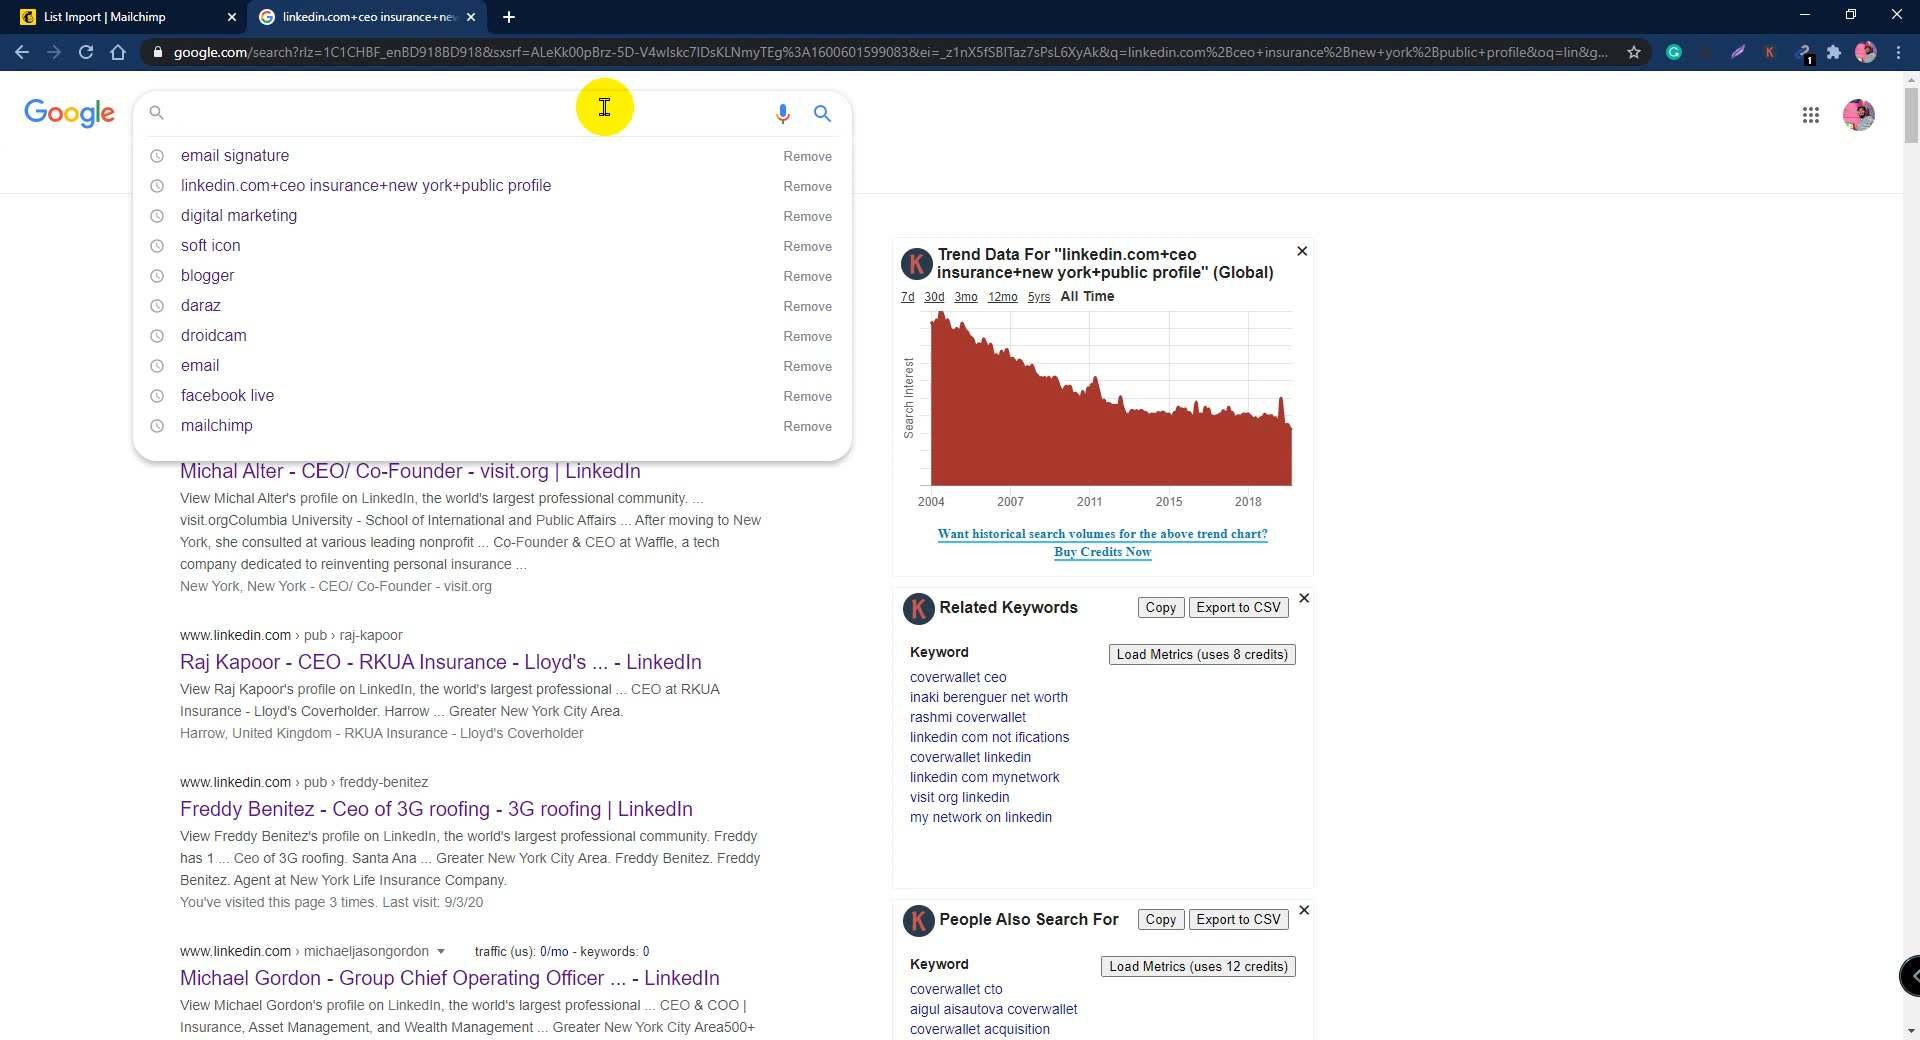 List Import | Mailchimp
linkedin.com+ceo insurance+ne
google.com/search?rlz=1C1CHBF_enBD918BD918&sxsrf=ALeKk00pBrz-5D-V4wIskc7IDsKLNmyTEg%3A1600601599083&ei=_z1nX5fSBITaz7sPsL6XyAk&q=linkedin.com%2Bceo+insurance%2Bnew+york%2Bpublic+profile&oq=lin&g...
K
1
Google
email signature Remove
linkedin.com+ceo insurance+new york+public profile Remove
digital marketing Remove
soft icon Remove
blogger Remove
daraz Remove
droidcam Remove
email Remove
facebook live Remove
mailchimp Remove
Michal Alter - CEO/ Co-Founder - visit.org | LinkedIn
View Michal Alter's profile on LinkedIn, the world's largest professional community. ...
visit.orgColumbia University - School of International and Public Affairs ... After moving to New
York, she consulted at various leading nonprofit ... Co-Founder & CEO at Waffle, a tech
company dedicated to reinventing personal insurance ...
New York, New York - CEO/ Co-Founder - visit.org
www.linkedin.com › pub › raj-kapoor
Raj Kapoor - CEO - RKUA Insurance - Lloyd's ... - LinkedIn
View Raj Kapoor's profile on LinkedIn, the world's largest professional ... CEO at RKUA
Insurance - Lloyd's Coverholder. Harrow ... Greater New York City Area.
Harrow, United Kingdom - RKUA Insurance - Lloyd's Coverholder
www.linkedin.com › pub › freddy-benitez
Freddy Benitez - Ceo of 3G roofing - 3G roofing | LinkedIn
View Freddy Benitez's profile on LinkedIn, the world's largest professional community. Freddy
has 1 ... Ceo of 3G roofing. Santa Ana ... Greater New York City Area. Freddy Benitez. Freddy
Benitez. Agent at New York Life Insurance Company.
You've visited this page 3 times. Last visit: 9/3/20
www.linkedin.com › michaeljasongordon traffic (us): 0/mo - keywords: 0
Michael Gordon - Group Chief Operating Officer ... - LinkedIn
View Michael Gordon's profile on LinkedIn, the world's largest professional ... CEO & COO |
Insurance, Asset Management, and Wealth Management ... Greater New York City Area500+
K
Trend Data For "linkedin.com+ceo
insurance+new york+public profile" (Global)
7d 30d 3mo 12mo 5yrs All Time
Search Interest
2004 2007 2011 2015 2018
Want historical search volumes for the above trend chart?
Buy Credits Now
K Related Keywords Copy Export to CSV
Keyword Load Metrics (uses 8 credits)
coverwallet ceo
inaki berenguer net worth
rashmi coverwallet
linkedin com not ifications
coverwallet linkedin
linkedin com mynetwork
visit org linkedin
my network on linkedin
K People Also Search For Copy Export to CSV
Keyword Load Metrics (uses 12 credits)
coverwallet cto
aigul aisautova coverwallet
coverwallet acquisition